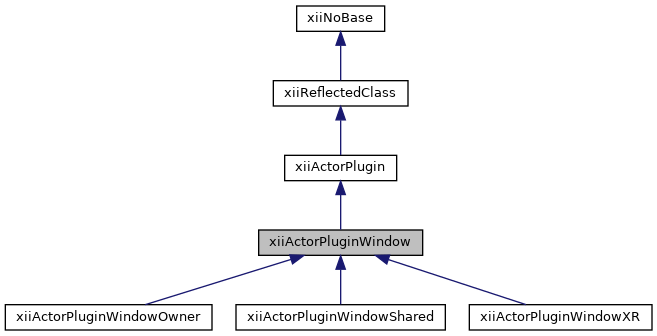 xiiNoBase
xiiReflectedClass
xiiActorPlugin
xiiActorPluginWindow
xiiActorPluginWindowOwner
xiiActorPluginWindowShared
xiiActorPluginWindowXR